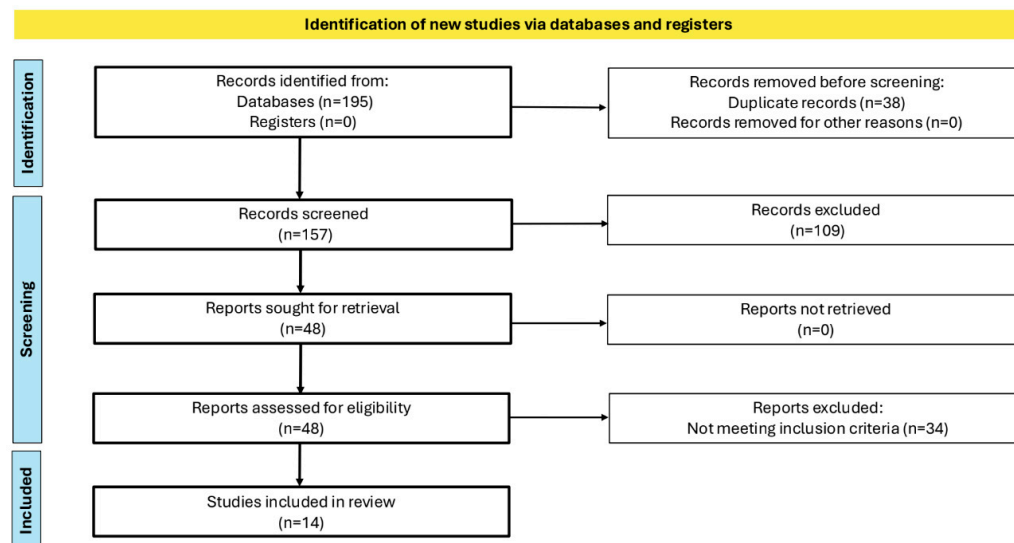 Identification of new studies via databases and registers
Identification
Records identified from:
Databases (n=195)
Registers (n=0)
Records removed before screening:
Duplicate records (n=38)
Records removed for other reasons (n=0)
Screening
Records screened
(n=157)
Records excluded
(n=109)
Reports sought for retrieval
(n=48)
Reports not retrieved
(n=0)
Reports assessed for eligibility
(n=48)
Reports excluded:
Not meeting inclusion criteria (n=34)
Included
Studies included in review
(n=14)